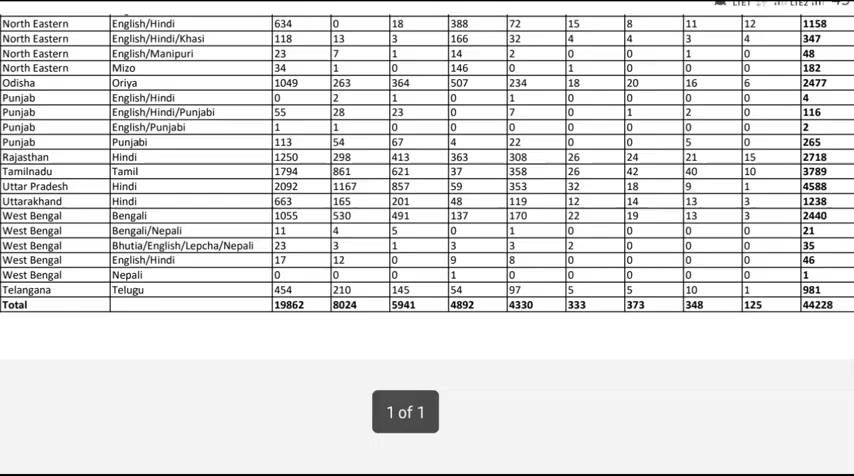 LTE1 LTE2
North Eastern English/Hindi 634 0 18 388 72 15 8 11 12 1158
North Eastern English/Hindi/Khasi 118 13 3 166 32 4 4 3 4 347
North Eastern English/Manipuri 23 7 1 14 2 0 0 1 0 48
North Eastern Mizo 34 1 0 146 0 1 0 0 0 182
Odisha Oriya 1049 263 364 507 234 18 20 16 6 2477
Punjab English/Hindi 0 2 1 0 1 0 0 0 0 4
Punjab English/Hindi/Punjabi 55 28 23 0 7 0 1 2 0 116
Punjab English/Punjabi 1 1 0 0 0 0 0 0 0 2
Punjab Punjabi 113 54 67 4 22 0 0 5 0 265
Rajasthan Hindi 1250 298 413 363 308 26 24 21 15 2718
Tamilnadu Tamil 1794 861 621 37 358 26 42 40 10 3789
Uttar Pradesh Hindi 2092 1167 857 59 353 32 18 9 1 4588
Uttarakhand Hindi 663 165 201 48 119 12 14 13 3 1238
West Bengal Bengali 1055 530 491 137 170 22 19 13 3 2440
West Bengal Bengali/Nepali 11 4 5 0 1 0 0 0 0 21
West Bengal Bhutia/English/Lepcha/Nepali 23 3 1 3 3 2 0 0 0 35
West Bengal English/Hindi 17 12 0 9 8 0 0 0 0 46
West Bengal Nepali 0 0 0 1 0 0 0 0 0 1
Telangana Telugu 454 210 145 54 97 5 5 10 1 981
Total 19862 8024 5941 4892 4330 333 373 348 125 44228
1 of 1